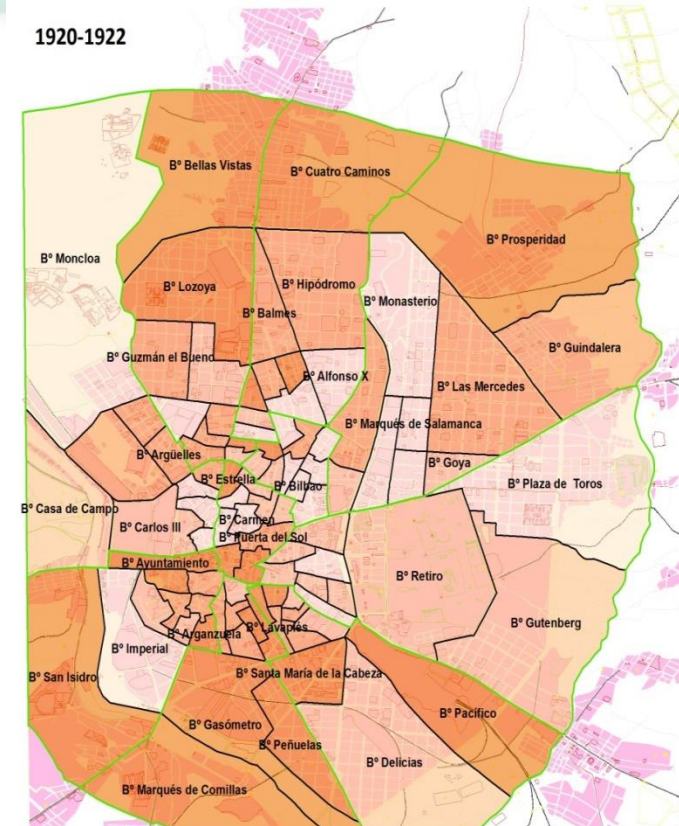 1920-1922
Bº Bellas Vistas
Bº Cuatro Caminos
Bº Prosperidad
Bº Moncloa
Bº Lozoya
Bº Hipódromo
Bº Monasterio
Bº Balmes
Bº Guindalera
Bº Guzmán el Bueno
Bº Alfonso X
Bº Las Mercedes
Bº Marqués de Salamanca
Bº Argüelles
Bº Goya
Bº Estrella
Bº Bilbao
Bº Plaza de Toros
Bº Casa de Campo
Bº Carlos III
Bº Carmen
Bº Puerta del Sol
Bº Ayuntamiento
Bº Retiro
Bº Gutenberg
Bº Arganzuela
Bº Lavapiés
Bº Imperial
Bº San Isidro
Bº Santa María de la Cabeza
Bº Pacífico
Bº Gasómetro
Bº Peñuelas
Bº Delicias
Bº Marqués de Comillas